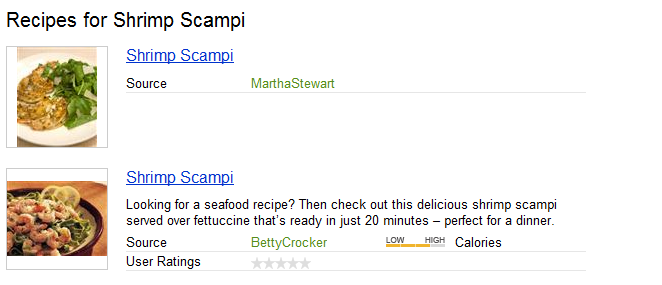 Recipes for Shrimp Scampi
Shrimp Scampi
Source MarthaStewart
Shrimp Scampi
Looking for a seafood recipe? Then check out this delicious shrimp scampi
served over fettuccine that's ready in just 20 minutes – perfect for a dinner.
Source BettyCrocker LOW HIGH Calories
User Ratings